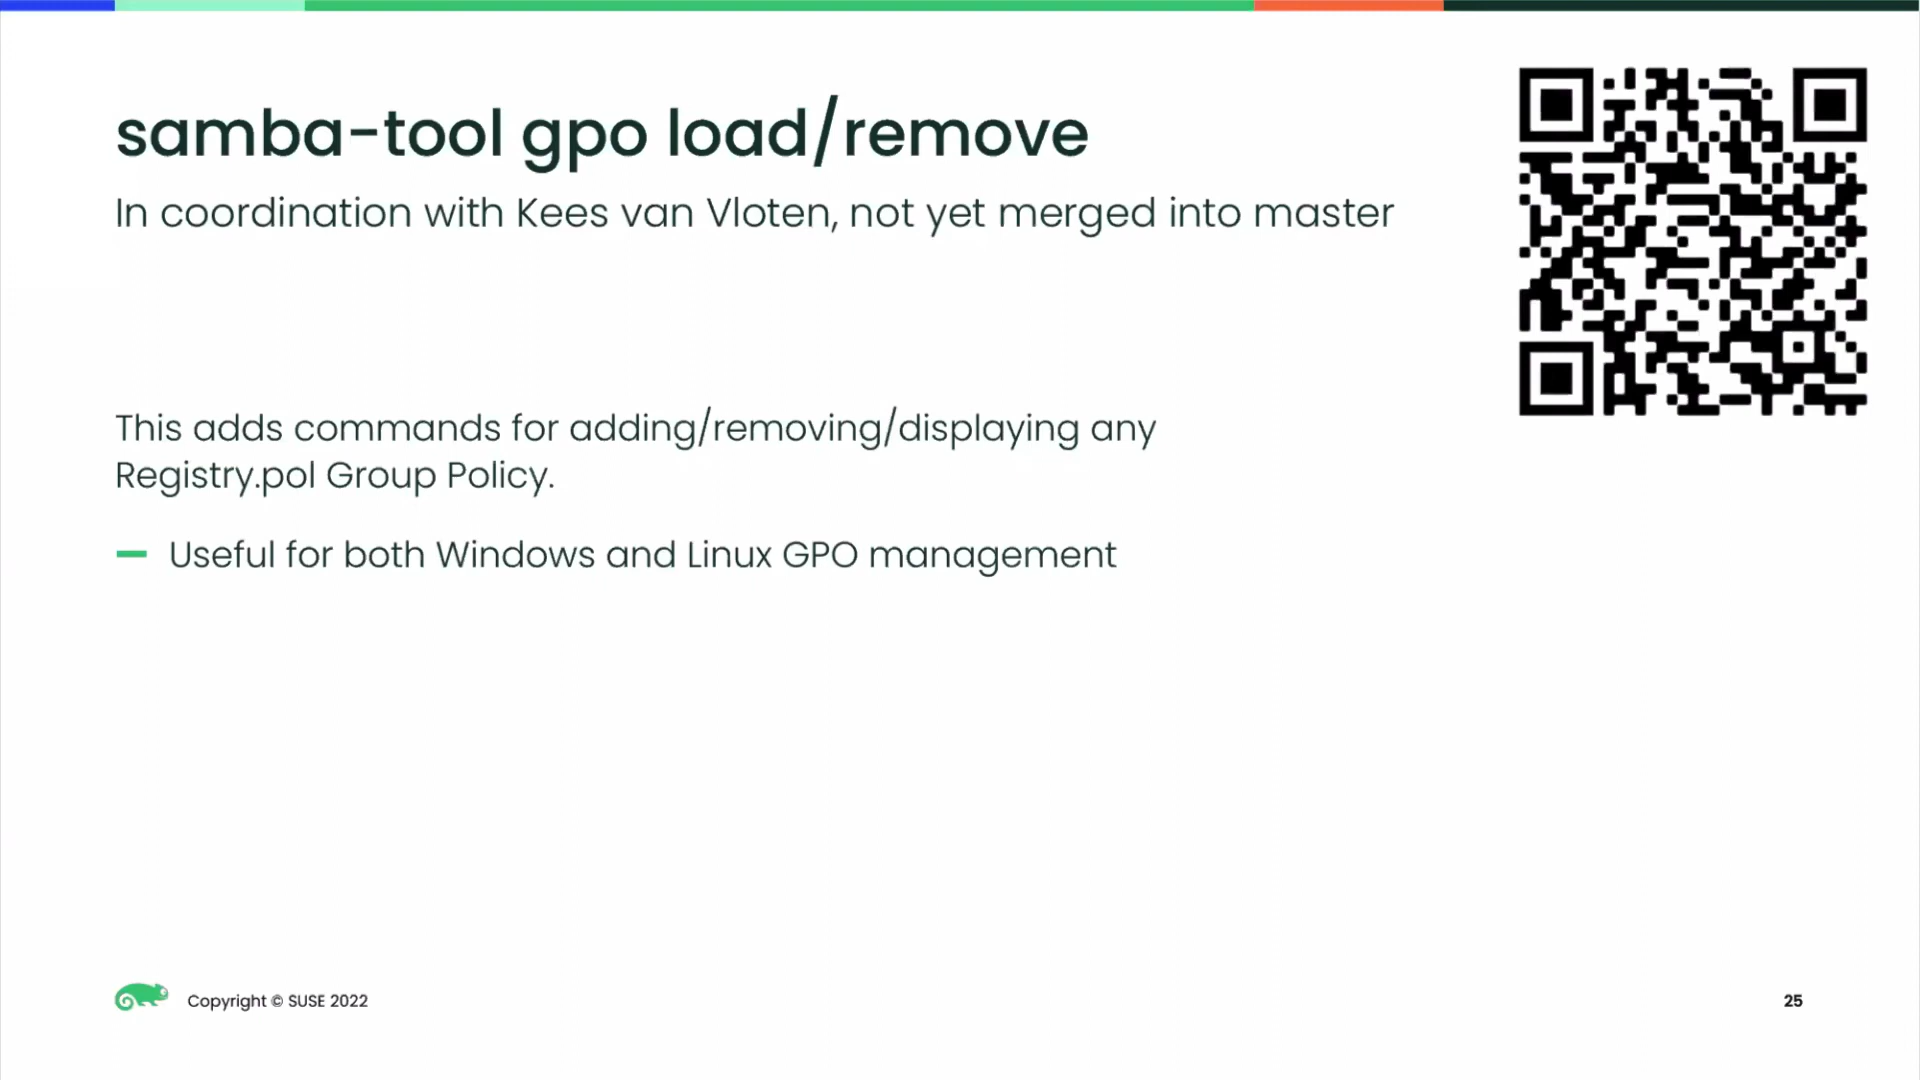 samba-tool gpo load/remove
In coordination with Kees van Vloten, not yet merged into master
This adds commands for adding/removing/displaying any
Registry.pol Group Policy.
Useful for both Windows and Linux GPO management
Copyright © SUSE 2022
25